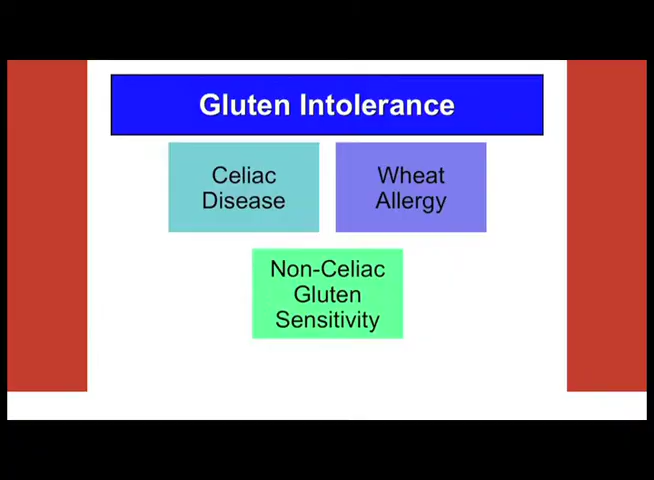 Gluten Intolerance
Celiac
Disease
Wheat
Allergy
Non-Celiac
Gluten
Sensitivity